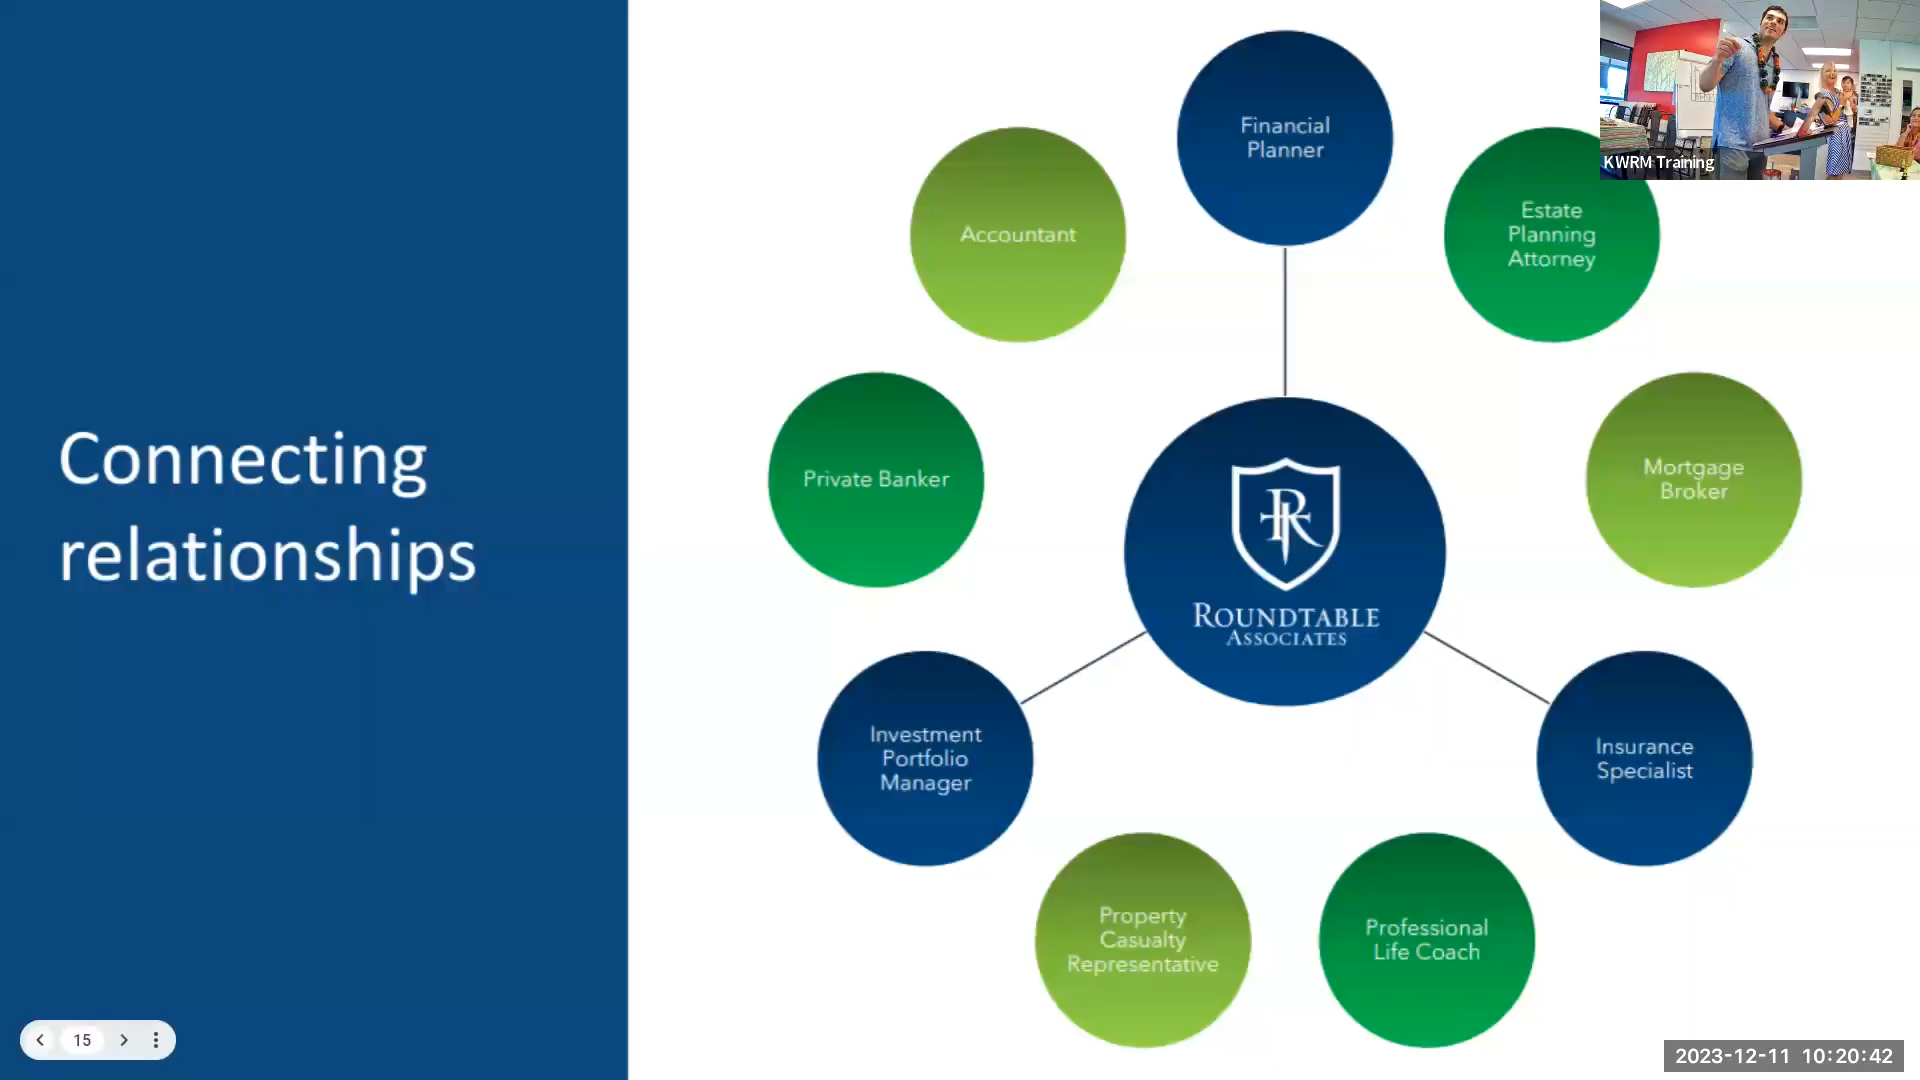 Connecting
relationships
Financial
Planner
Accountant
Estate
Planning
Attorney
Private Banker
Mortgage
Broker
ROUNDTABLE
ASSOCIATES
Investment
Portfolio
Manager
Insurance
Specialist
Property
Casualty
Representative
Professional
Life Coach
KWRM Training
15
2023-12-11 10:20:42